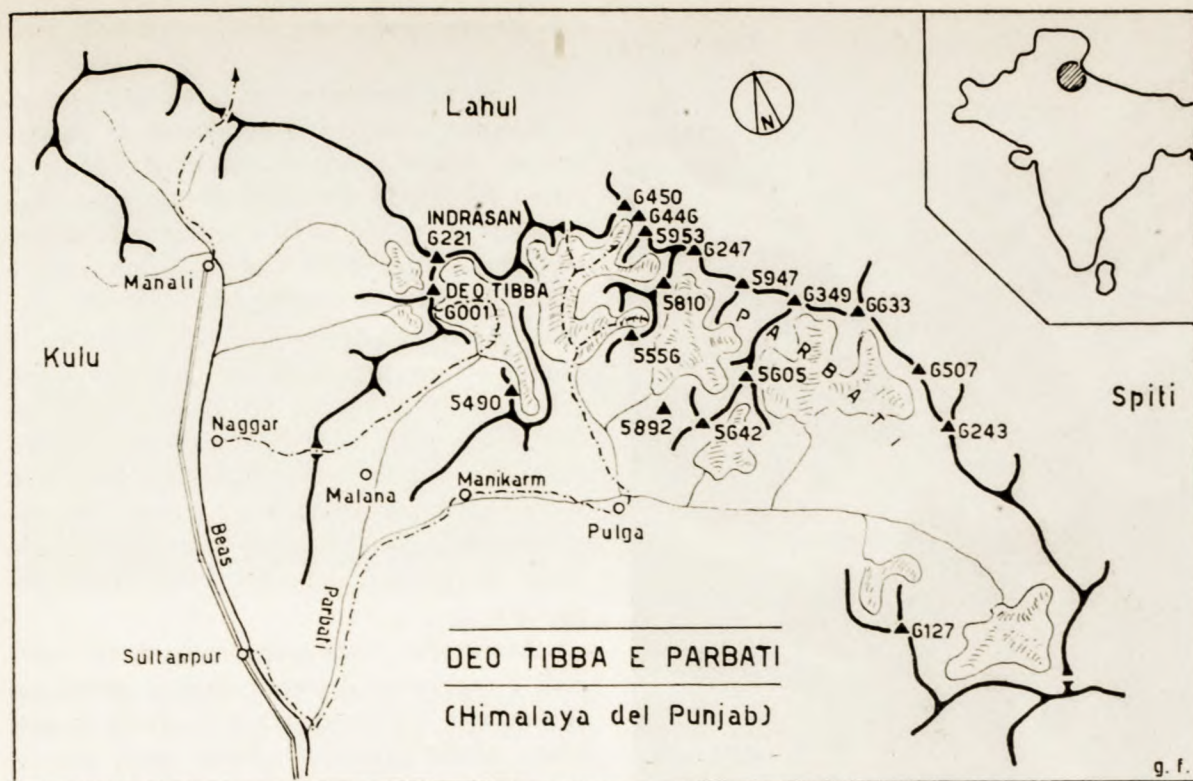 Lahul
N
6450
6446
5953
INDRASAN
6221
6247
Manali
DEO TIBBA
6001
5947
5810
6349
6633
PARBATI
Kulu
5556
5605
6507
Spiti
5490
5892
5642
6243
Naggar
Malana
Manikarm
Pulga
Beas
Parbati
6127
Sultanpur
DEO TIBBA E PARBATI
(Himalaya del Punjab)
g. f.